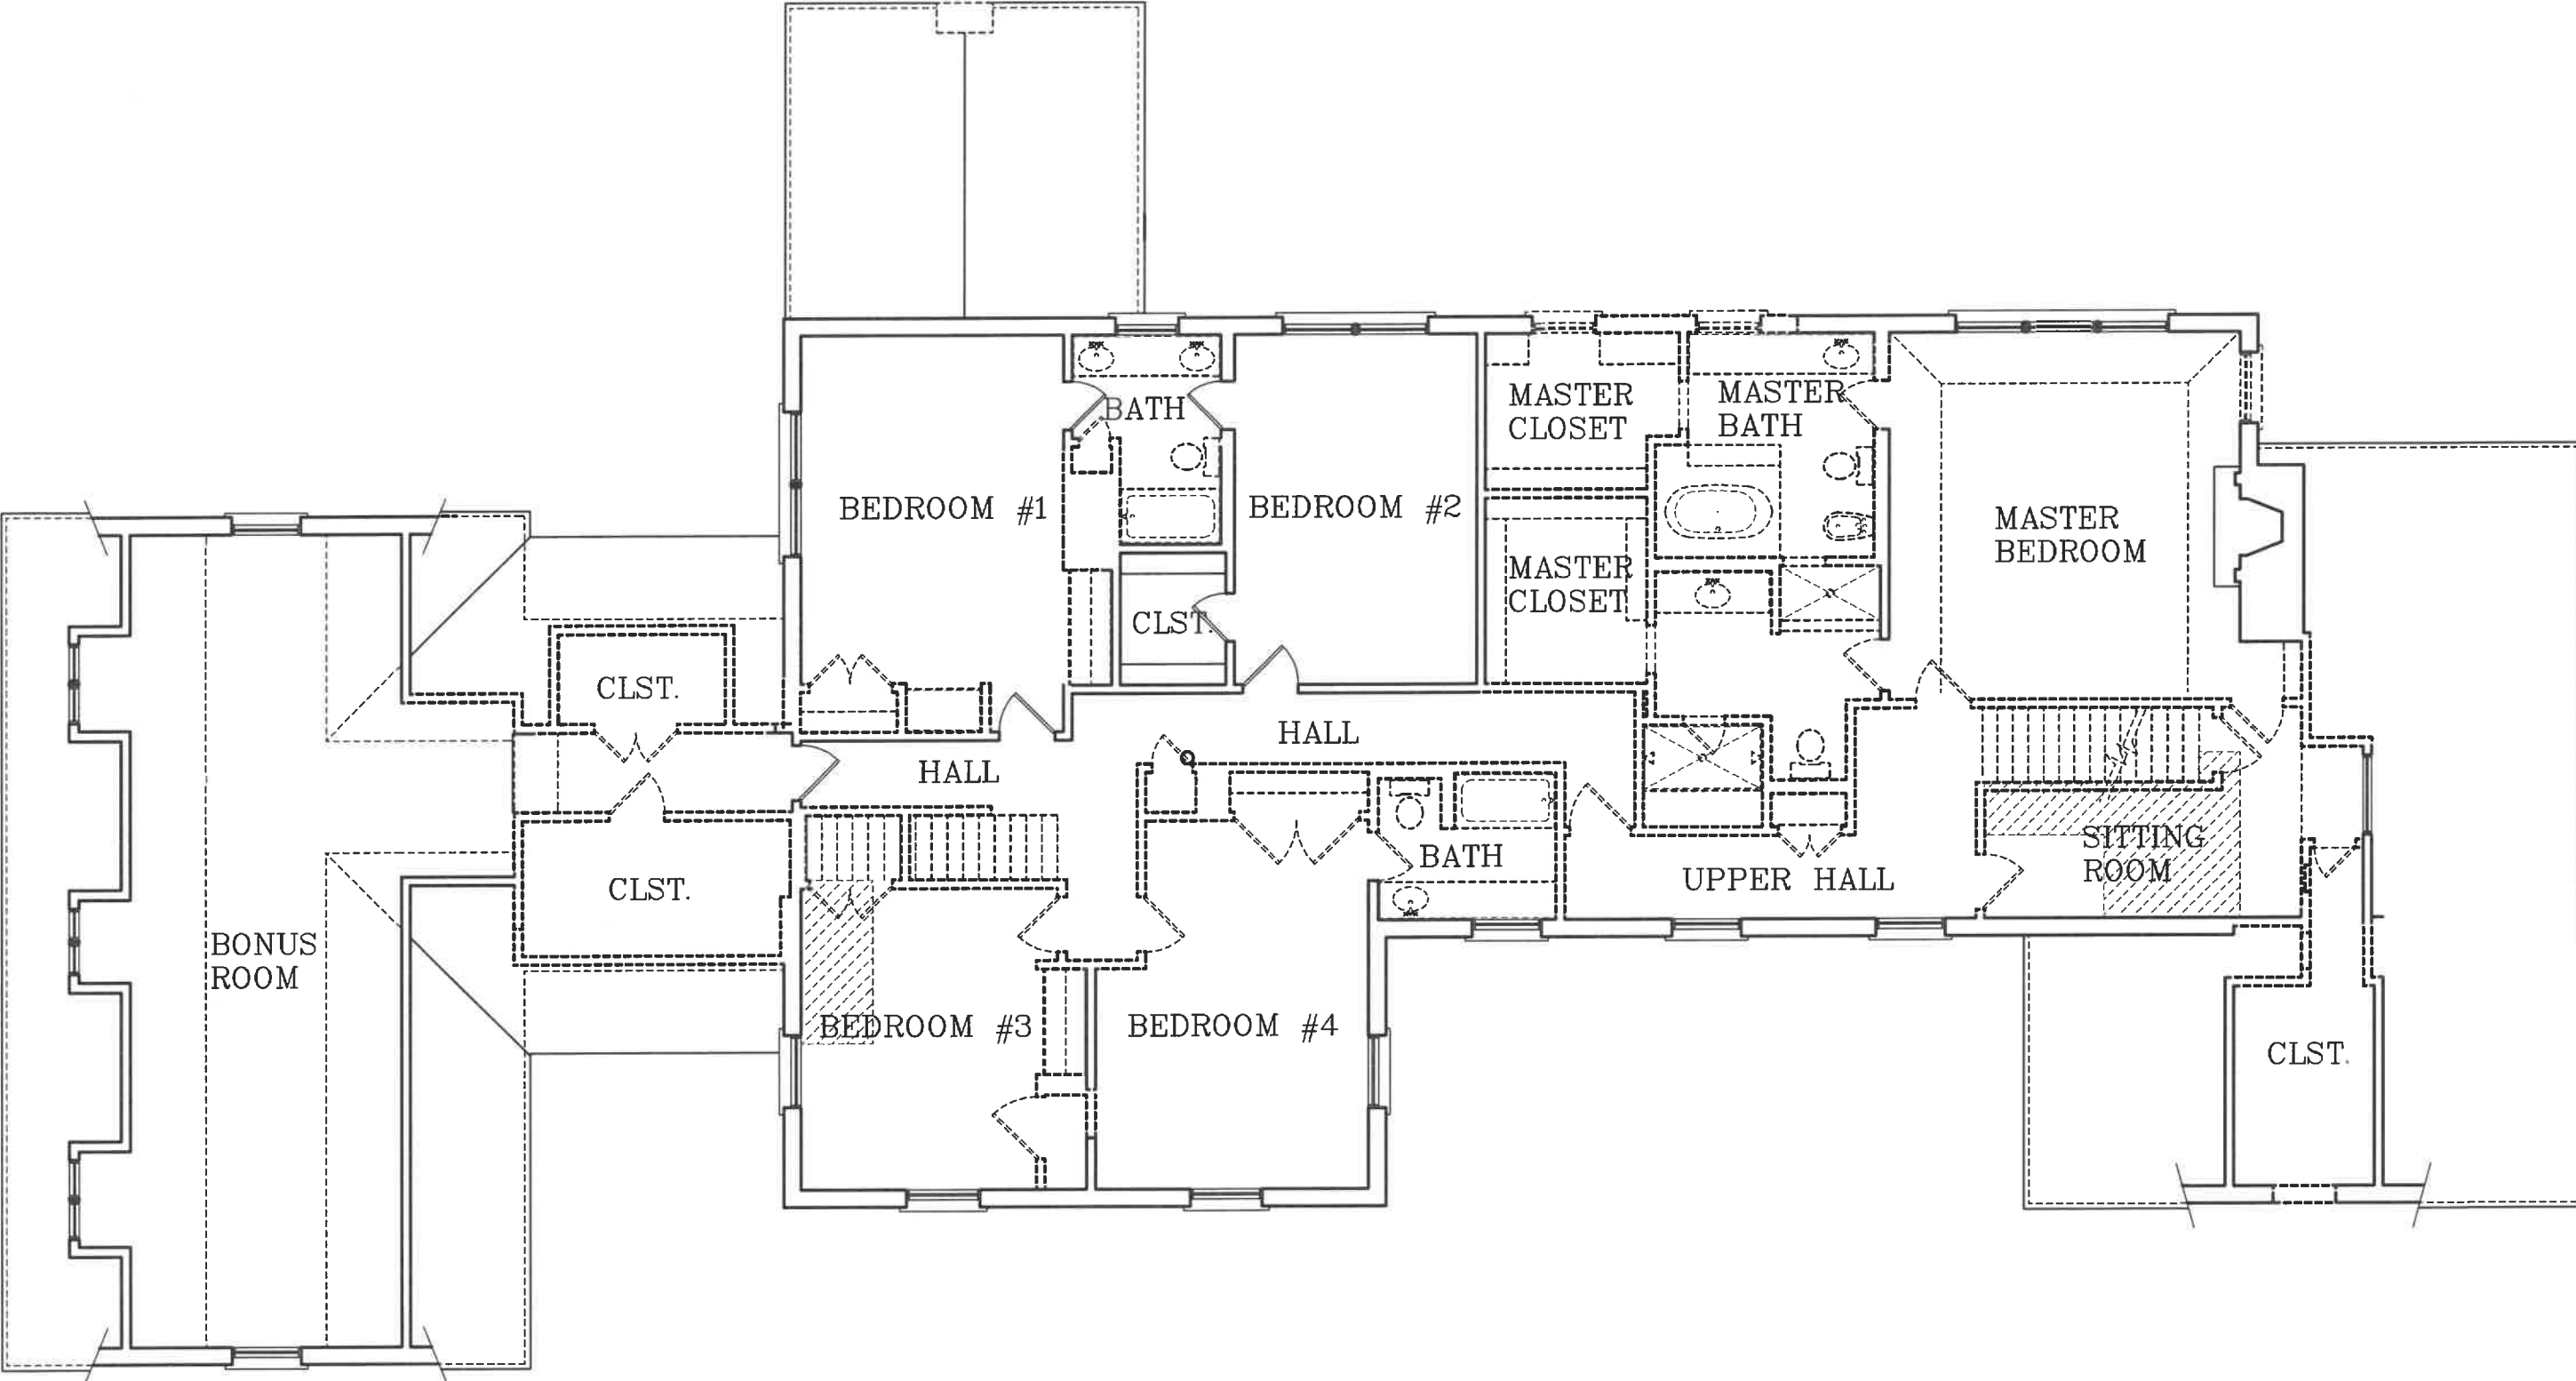 MASTER
CLOSET
MASTER
BATH
BATH
BEDROOM #1
BEDROOM #2
MASTER
BEDROOM
MASTER
CLOSET
CLST.
CLST.
HALL
HALL
SITTING
ROOM
BATH
UPPER HALL
CLST.
BONUS
ROOM
BEDROOM #3
BEDROOM #4
CLST.